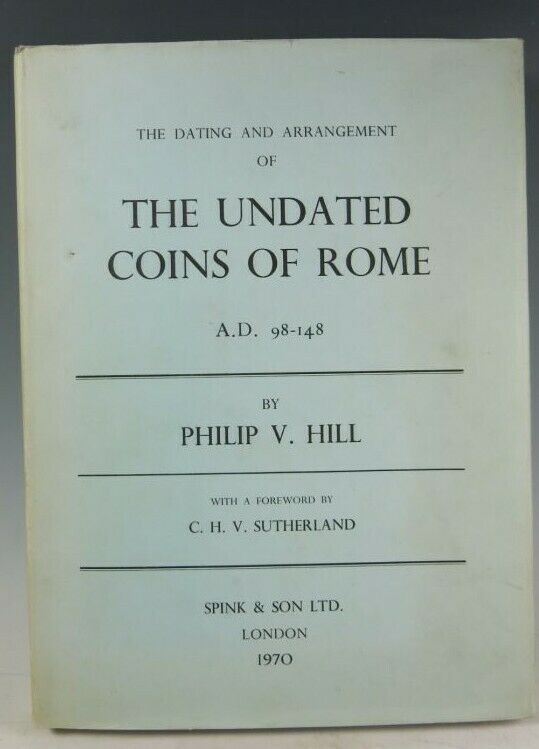 THE DATING AND ARRANGEMENT
OF
THE UNDATED
COINS OF ROME
A.D. 98-148
BY
PHILIP V. HILL
WITH A FOREWORD BY
C. H. V. SUTHERLAND
SPINK & SON LTD.
LONDON
1970